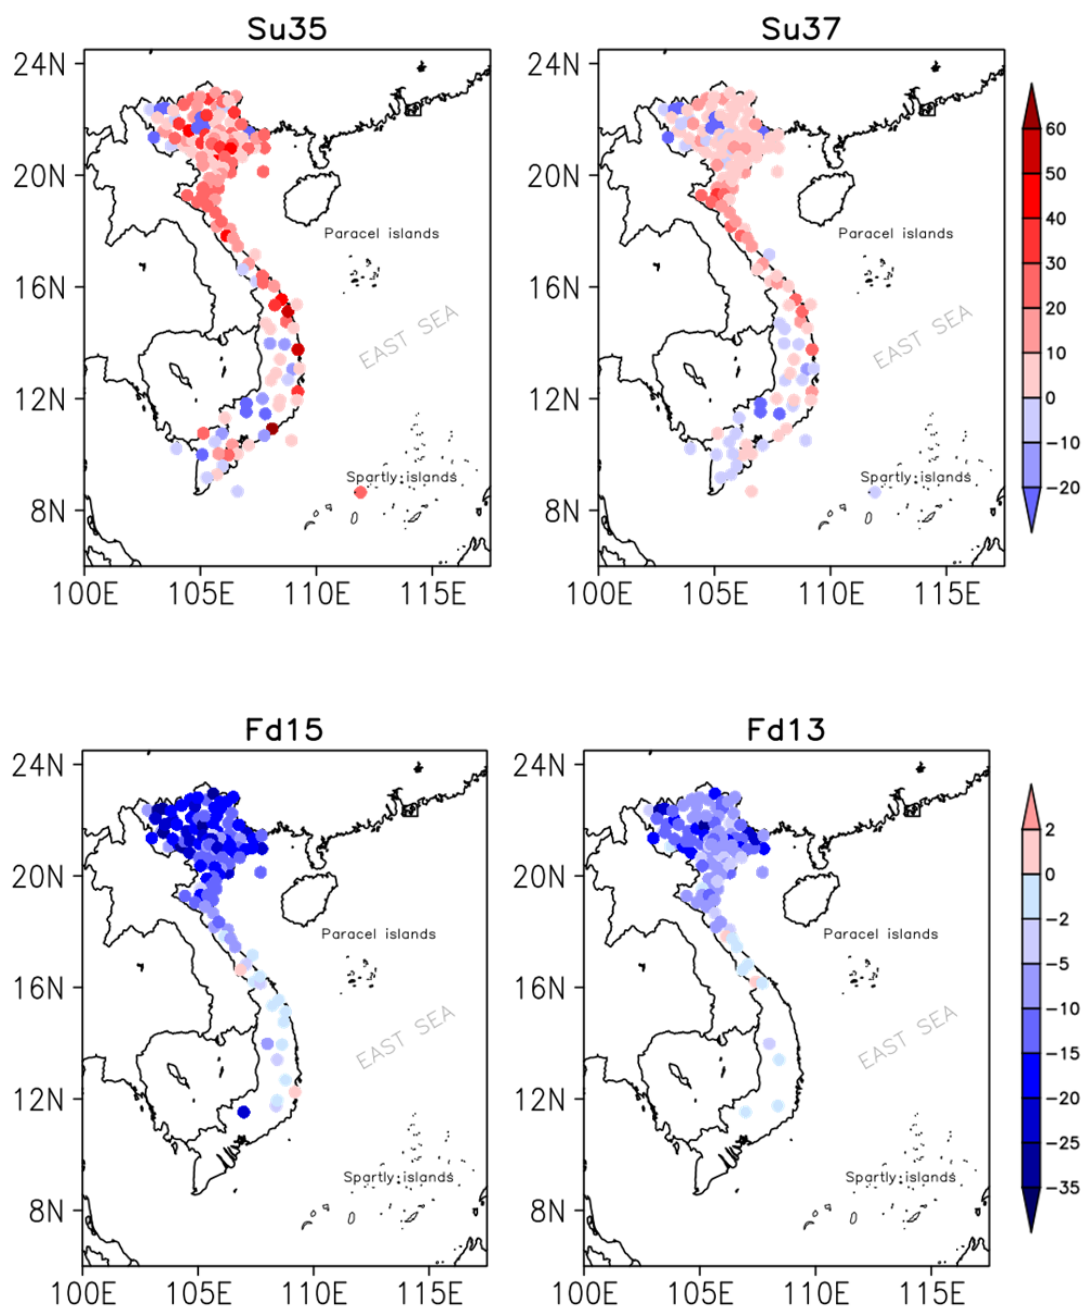 Su35
Su37
24N
20N
16N
12N
8N
100E
105E
110E
115E
Paracel islands
EAST SEA
Spartly islands
24N
20N
16N
12N
8N
100E
105E
110E
115E
Paracel islands
EAST SEA
Spartly islands
60
50
40
30
20
10
0
−10
−20
Fd15
Fd13
24N
20N
16N
12N
8N
100E
105E
110E
115E
Paracel islands
EAST SEA
Spartly islands
24N
20N
16N
12N
8N
100E
105E
110E
115E
Paracel islands
EAST SEA
Spartly islands
2
0
−2
−5
−10
−15
−20
−25
−35